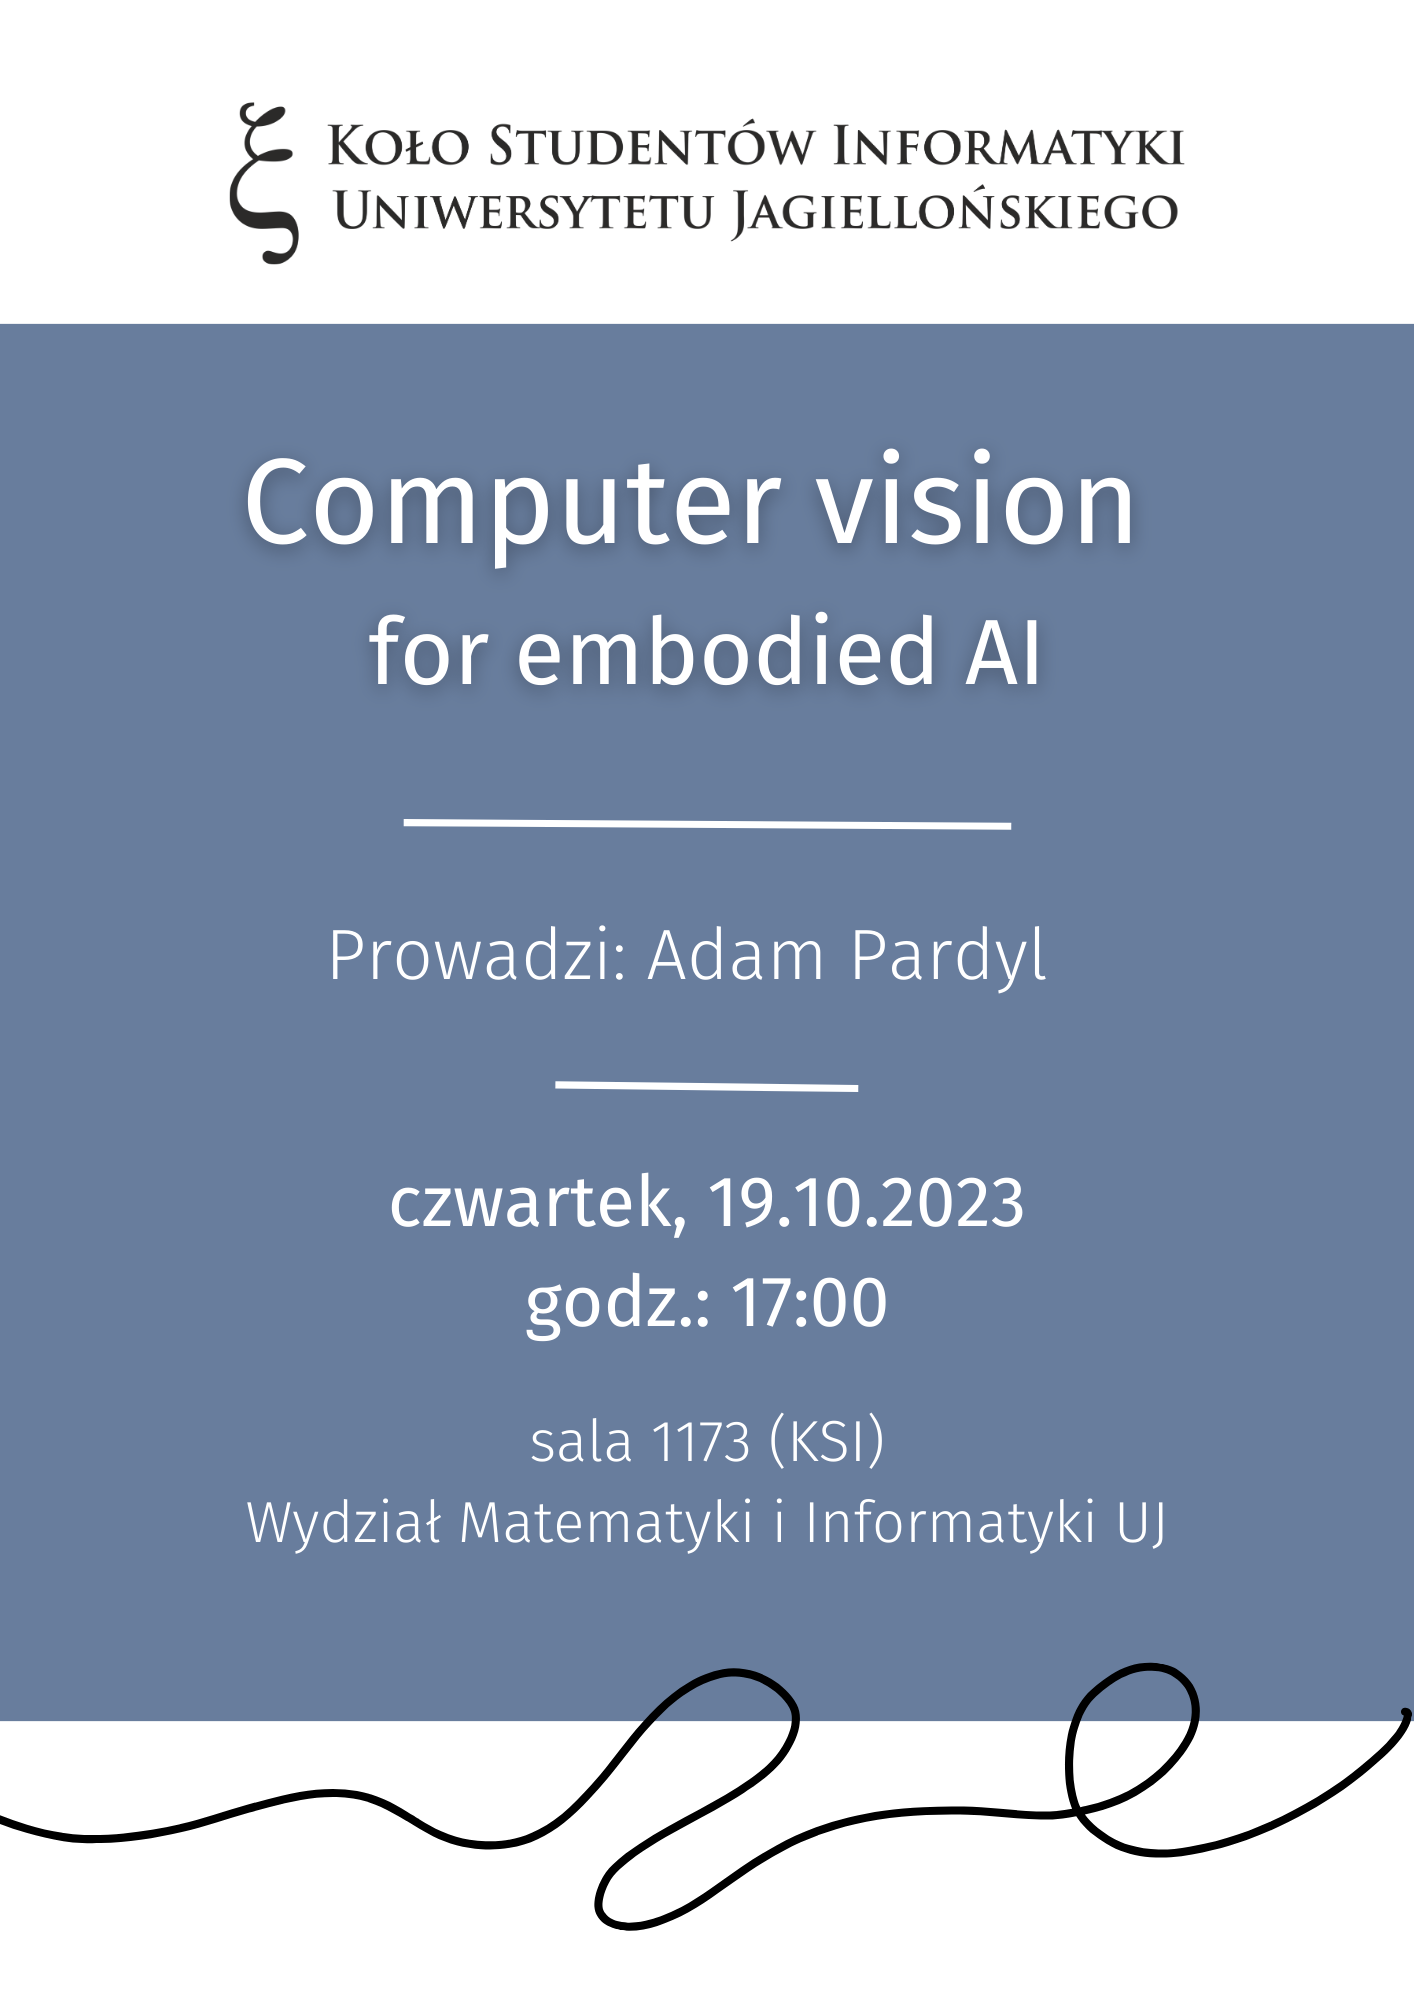 Koło Studentów Informatyki
Uniwersytetu Jagiellońskiego
Computer vision
for embodied AI
Prowadzi: Adam Pardyl
czwartek, 19.10.2023
godz.: 17:00
sala 1173 (KSI)
Wydział Matematyki i Informatyki UJ